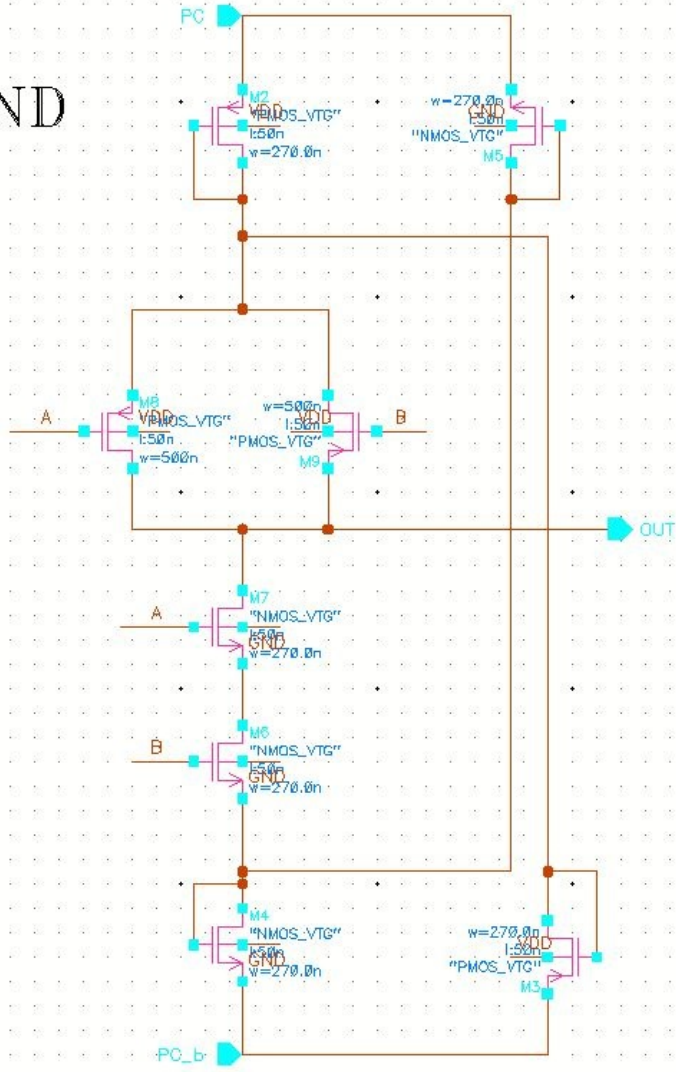 PC
ND
M2
VDD
"PMOS_VTG"
l:50n
w=270.0n
w=270.0n
GND
l:50n
"NMOS_VTG"
M5
A
M8
VDD
"PMOS_VTG"
l:50n
w=500n
w=500n
VDD
l:50n
"PMOS_VTG"
M9
B
OUT
A
M7
"NMOS_VTG"
l:50n
GND
w=270.0n
B
M6
"NMOS_VTG"
l:50n
GND
w=270.0n
M4
"NMOS_VTG"
l:50n
GND
w=270.0n
w=270.0n
VDD
l:50n
"PMOS_VTG"
M3
PC_b